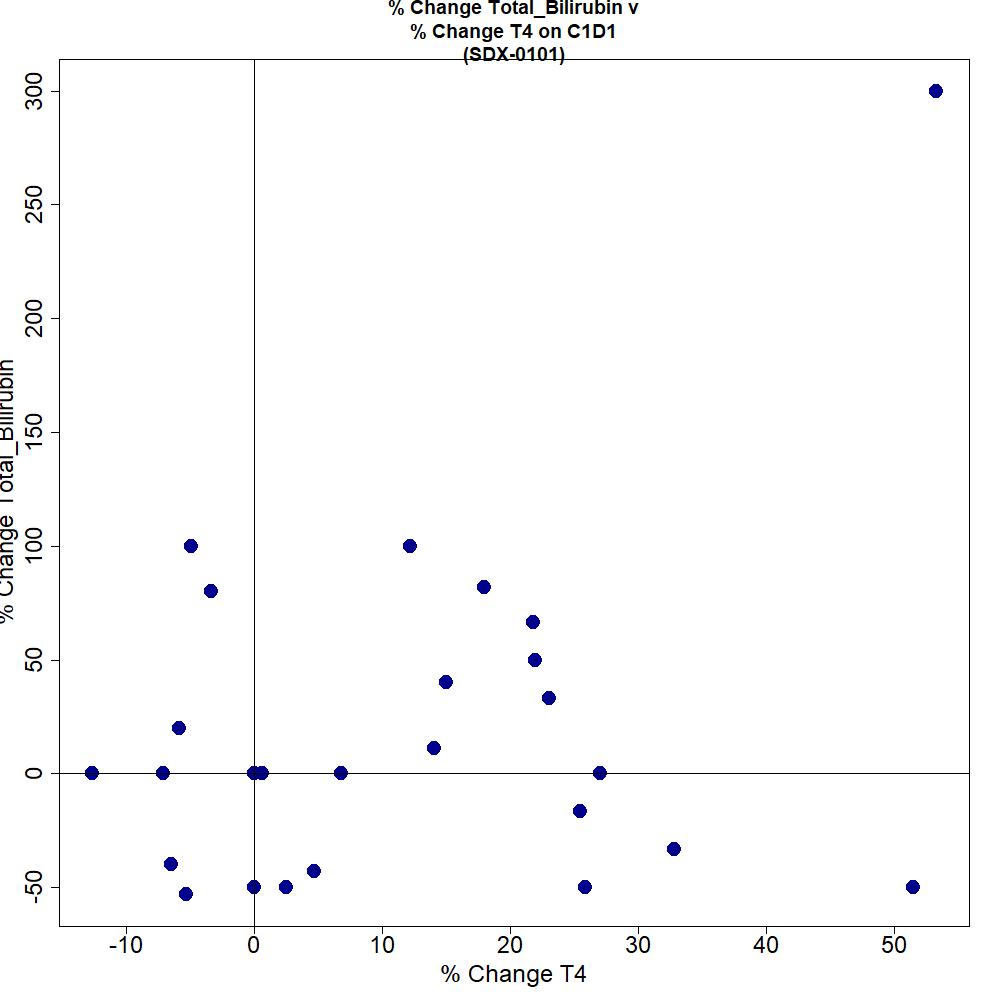 % Change Total_Bilirubin v
% Change T4 on C1D1
(SDX-0101)
% Change Total_Bilirubin
300
250
200
150
100
50
0
-50
-10 0 10 20 30 40 50
% Change T4